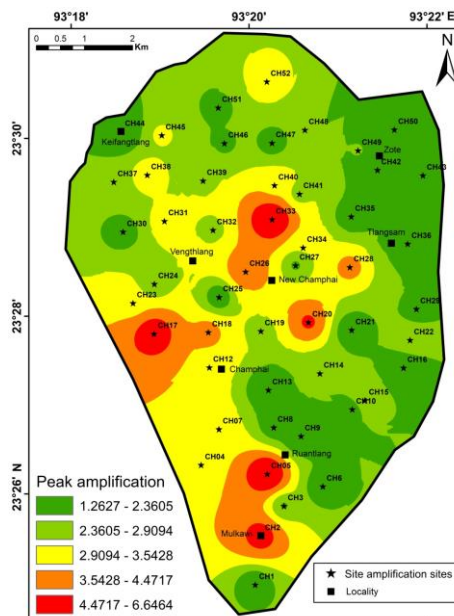 93°18' 93°20' 93°22'
0 0.5 1 2
Km
N
CH52
CH51
CH44
CH45
CH48
CH50
Keifangtlang
CH46
CH47
23°30'
CH49
Zote
CH42
CH38
CH37
CH39
CH40
CH43
CH41
CH31
CH33
CH35
CH30
CH32
Tlangsam
CH34
CH36
Vengthlang
CH26
CH27
CH28
New Champhai
CH24
CH25
CH23
CH29
23°28'
CH17
CH18
CH19
CH20
CH21
CH22
CH12
Champhai
CH14
CH16
CH13
CH15
CH10
CH07
CH8
CH9
CH04
Ruantlang
CH05
23°26'
CH6
CH3
CH2
Mulkawi
CH1
Peak amplification
1.2627 - 2.3605
2.3605 - 2.9094
2.9094 - 3.5428
3.5428 - 4.4717
4.4717 - 6.6464
Site amplification sites
Locality